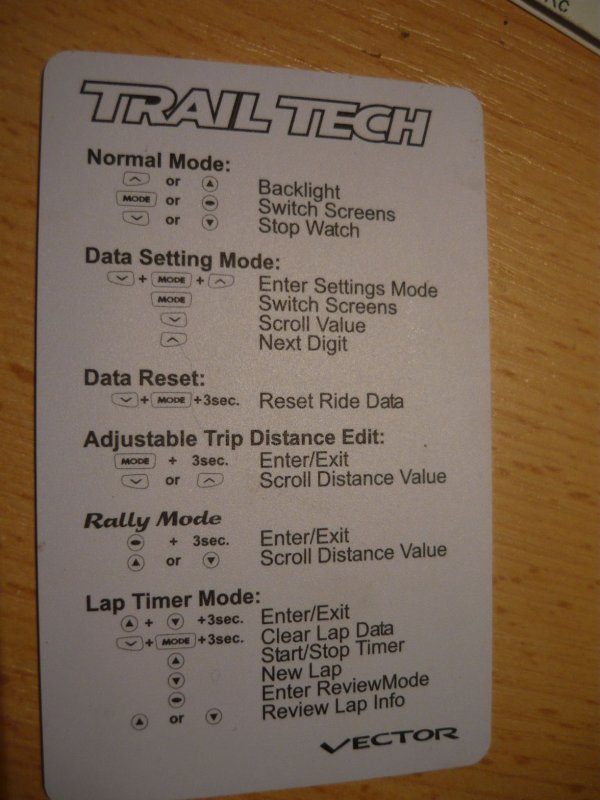 TRAIL TECH
Normal Mode:
or Backlight
MODE or Switch Screens
or Stop Watch
Data Setting Mode:
+ MODE + Enter Settings Mode
MODE Switch Screens
Scroll Value
Next Digit
Data Reset:
+ MODE +3sec. Reset Ride Data
Adjustable Trip Distance Edit:
MODE + 3sec. Enter/Exit
or Scroll Distance Value
Rally Mode
+ 3sec. Enter/Exit
or Scroll Distance Value
Lap Timer Mode:
+ +3sec. Enter/Exit
+ MODE +3sec. Clear Lap Data
Start/Stop Timer
New Lap
Enter ReviewMode
or Review Lap Info
VECTOR